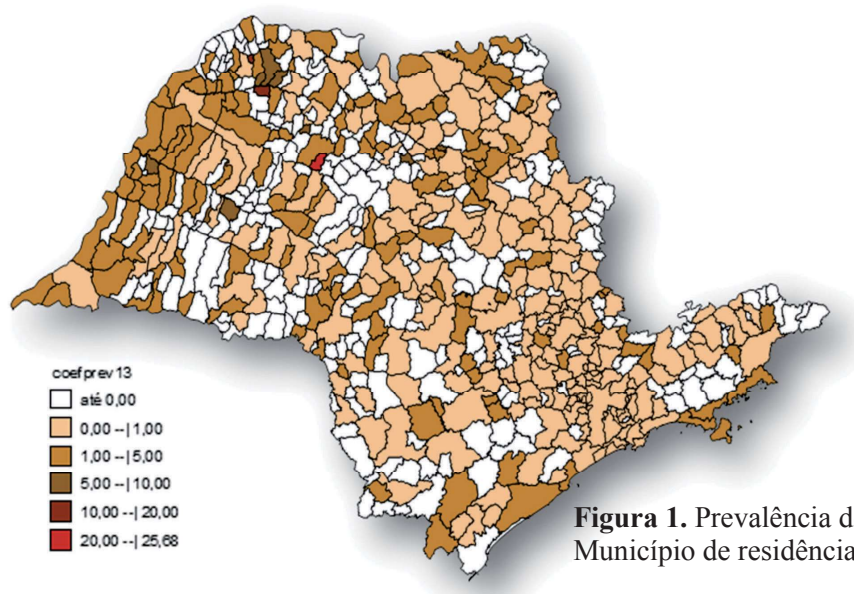 coefprev13
até 0,00
0,00 --| 1,00
1,00 --| 5,00
5,00 --| 10,00
10,00 --| 20,00
20,00 --| 25,68
Figura 1. Prevalência d
Município de residência